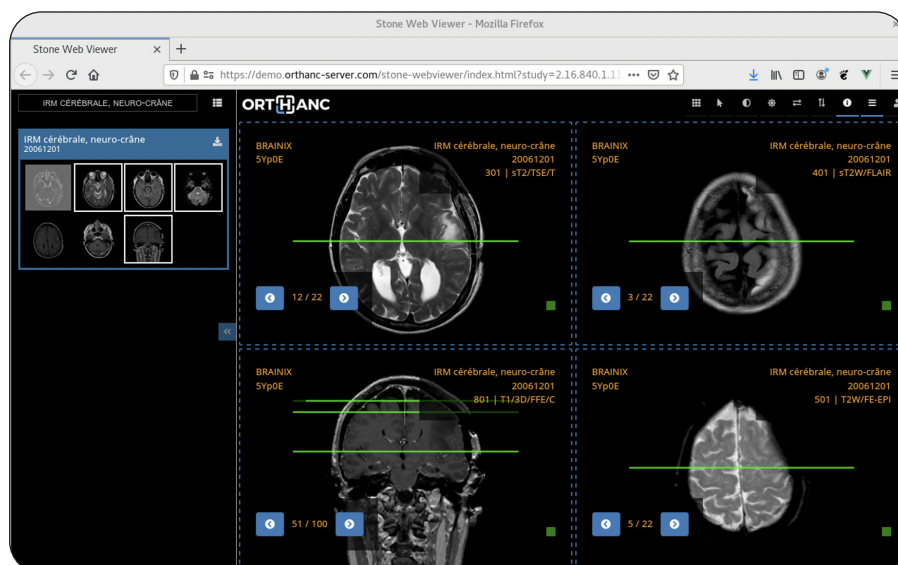 Stone Web Viewer - Mozilla Firefox
Stone Web Viewer
https://demo.orthanc-server.com/stone-webviewer/index.html?study=2.16.840.1.11
IRM CÉRÉBRALE, NEURO-CRÂNE
ORTHANC
IRM cérébrale, neuro-crâne
20061201
BRAINIX
5Yp0E
IRM cérébrale, neuro-crâne
20061201
301 | sT2/TSE/T
12 / 22
BRAINIX
5Yp0E
IRM cérébrale, neuro-crâne
20061201
401 | sT2W/FLAIR
3 / 22
BRAINIX
5Yp0E
IRM cérébrale, neuro-crâne
20061201
801 | T1/3D/FFE/C
51 / 100
BRAINIX
5Yp0E
IRM cérébrale, neuro-crâne
20061201
501 | T2W/FE-EPI
5 / 22